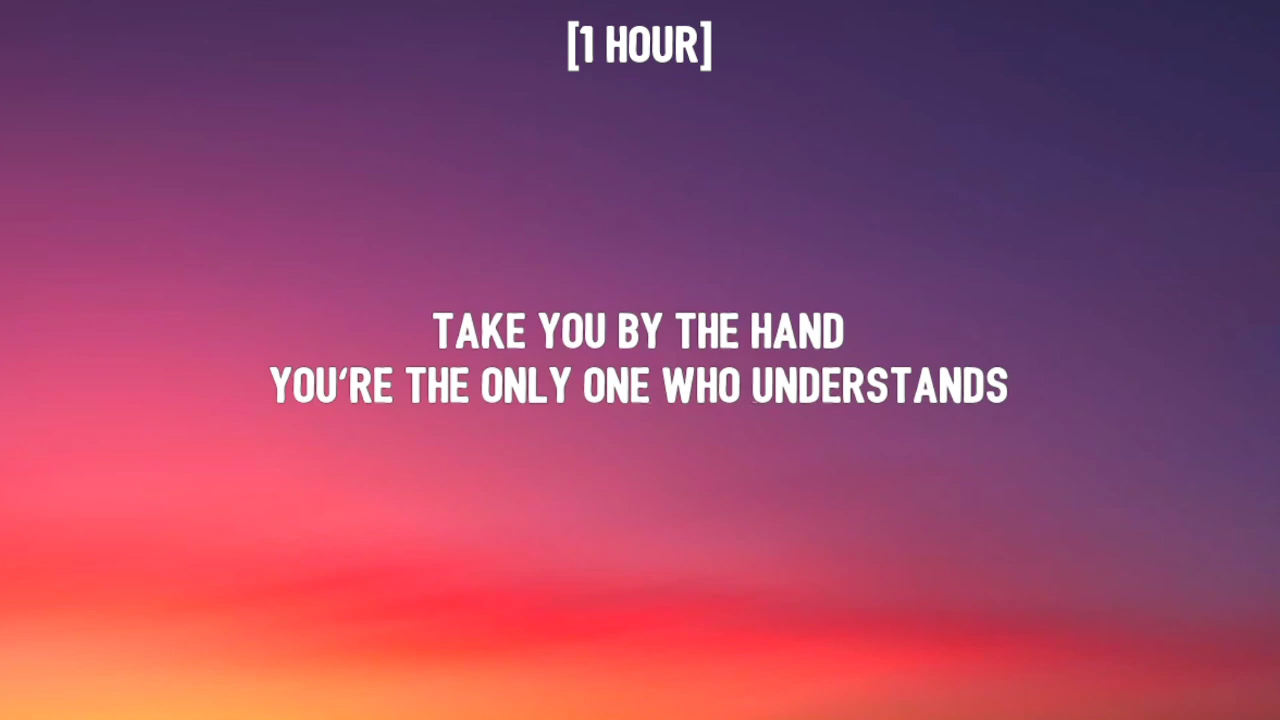 [1 HOUR]
TAKE YOU BY THE HAND
YOU'RE THE ONLY ONE WHO UNDERSTANDS